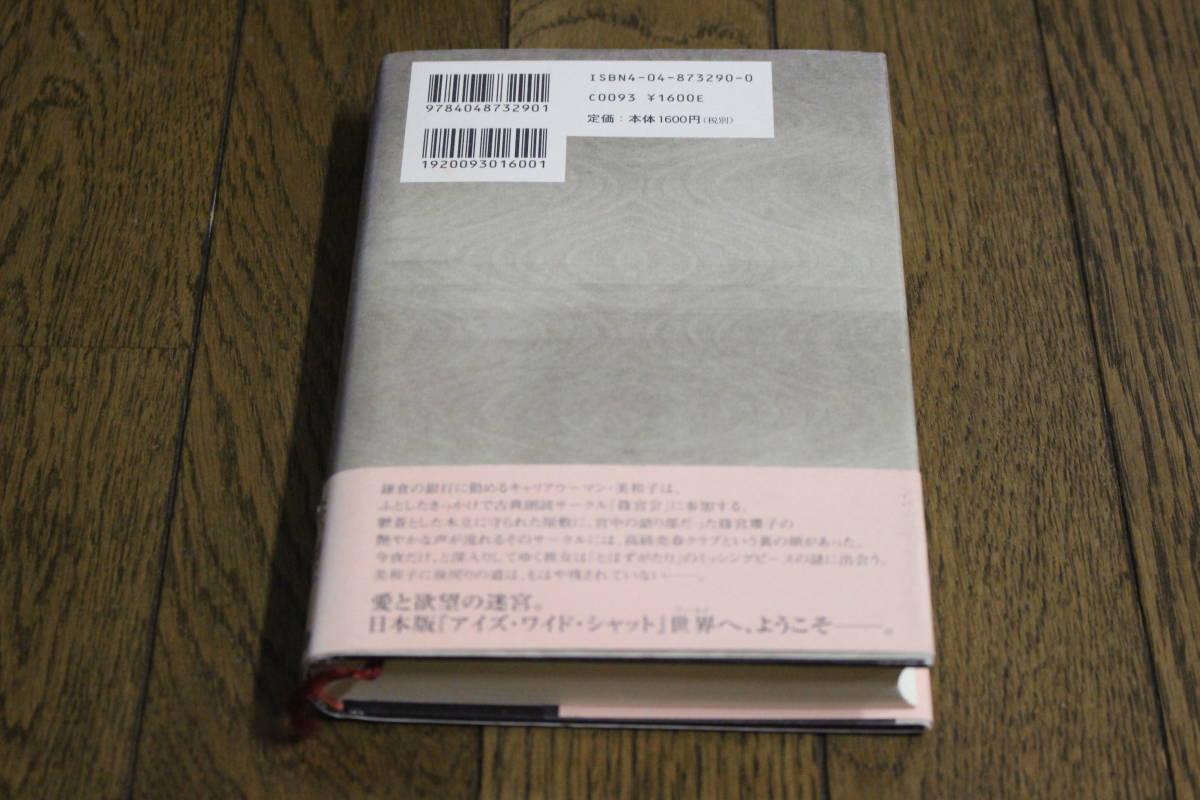 ISBN4-04-873290-0
C0093 ¥1600E
定価：本体1600円（税別）
9784048732901
1920093016001
鎌倉の銀行に勤めるキャリアウーマン・美和子は、
ふとしたきっかけで古典朗読サークル「篠宮会」に参加する。
鬱蒼とした木立に守られた屋敷に、宮中の語り部だった篠宮瓔子の
艶やかな声が流れるそのサークルには、高級売春クラブという裏の顔があった。
今夜だけ、と深入りしてゆく彼女は『とはずがたり』のミッシングピースの謎に出会う。
美和子に後戻りの道は、もはや残されていない――。
愛と欲望の迷宮。
日本版『アイズ・ワイド・シャット』世界へ、ようこそ――。